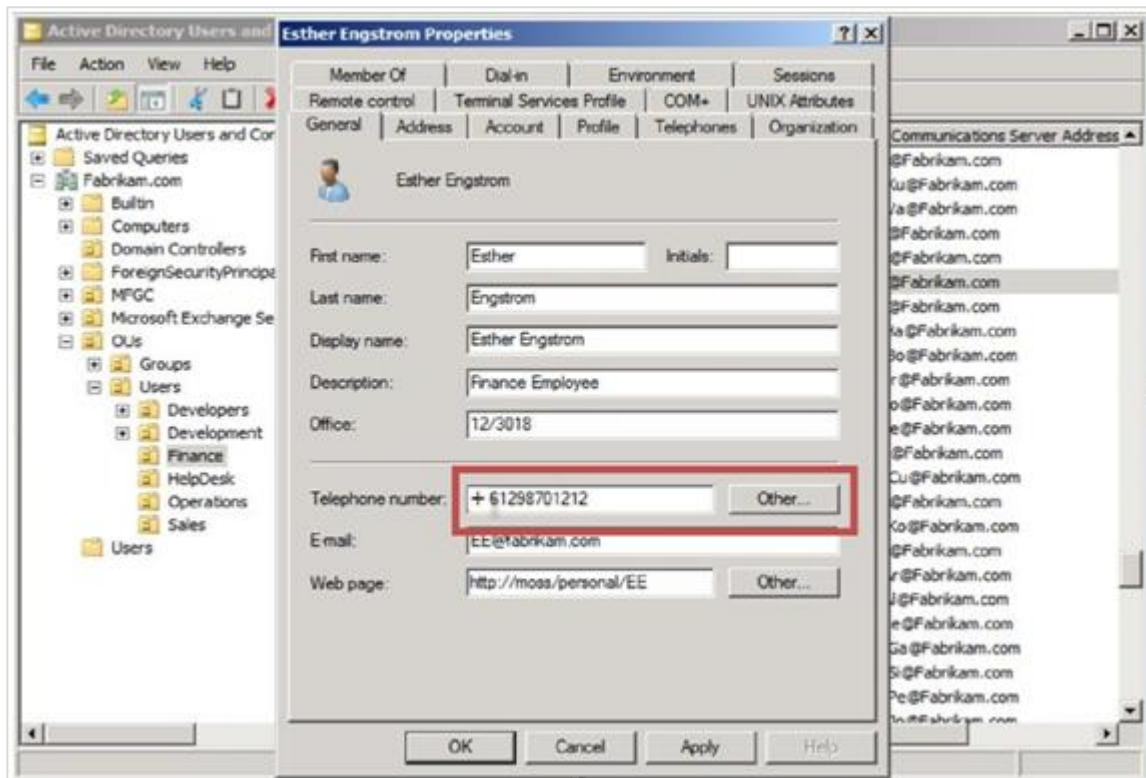 Active Directory Users and
Esther Engstrom Properties
File Action View Help
Active Directory Users and Con
Saved Queries
Fabrikam.com
Builtin
Computers
Domain Controllers
ForeignSecurityPrincipa
MFGC
Microsoft Exchange Se
OUs
Groups
Users
Developers
Development
Finance
HelpDesk
Operations
Sales
Users
Member Of Dial-in Environment Sessions
Remote control Terminal Services Profile COM+ UNIX Attributes
General Address Account Profile Telephones Organization
Esther Engstrom
First name: Esther Initials:
Last name: Engstrom
Display name: Esther Engstrom
Description: Finance Employee
Office: 12/3018
Telephone number: + 61298701212 Other...
E-mail: EE@fabrikam.com
Web page: http://moss/personal/EE Other...
OK Cancel Apply Help
Communications Server Address
@Fabrikam.com
Ku@Fabrikam.com
Va@Fabrikam.com
@Fabrikam.com
@Fabrikam.com
@Fabrikam.com
@Fabrikam.com
Ka@Fabrikam.com
Bo@Fabrikam.com
r@Fabrikam.com
o@Fabrikam.com
e@Fabrikam.com
@Fabrikam.com
Cu@Fabrikam.com
@Fabrikam.com
Ko@Fabrikam.com
@Fabrikam.com
r@Fabrikam.com
@Fabrikam.com
e@Fabrikam.com
Ga@Fabrikam.com
Si@Fabrikam.com
Pe@Fabrikam.com